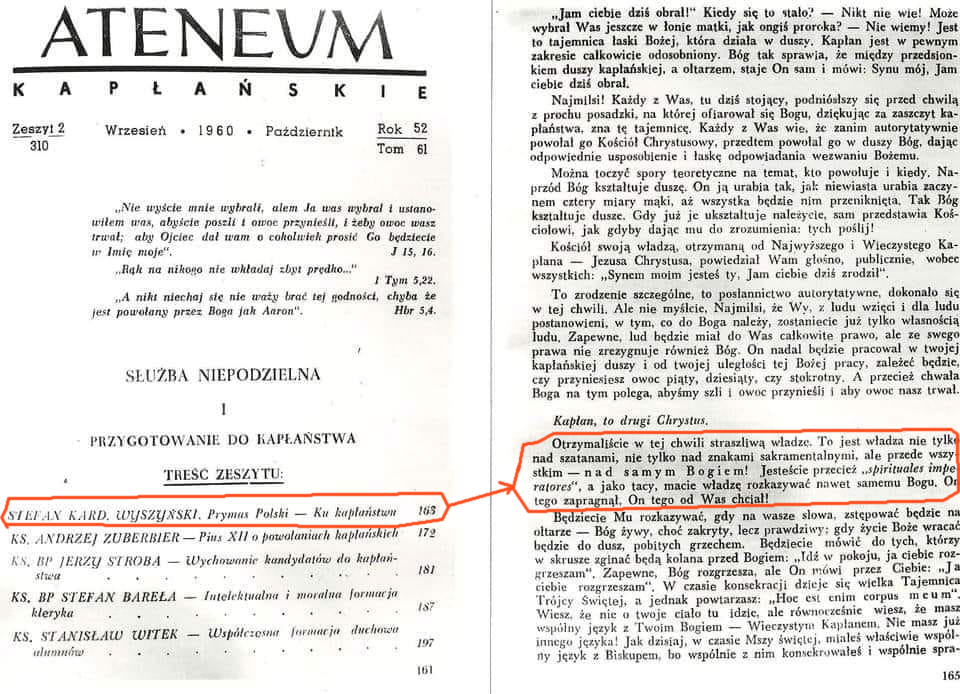 ATENEUM
KAPŁAŃSKIE
Zeszyt 2
310
Wrzesień • 1960 • Październik
Rok 52
Tom 61
„Nie wyście mnie wybrali, alem Ja was wybrał i ustano-
wiłem was, abyście poszli i owoc przynieśli, i żeby owoc wasz
trwał; aby Ojciec dał wam o cokolwiek prosić Go będziecie
w Imię moje”. J 15, 16.
„Rąk na nikogo nie wkładaj zbyt prędko...”
1 Tym 5,22.
„A nikt niechaj się nie waży brać tej godności, chyba że
jest powołany przez Boga jak Aaron”. Hbr 5,4.
SŁUŻBA NIEPODZIELNA
I
PRZYGOTOWANIE DO KAPŁAŃSTWA
TREŚĆ ZESZYTU:
STEFAN KARD. WYSZYŃSKI, Prymas Polski — Ku kapłaństwu 163
KS. ANDRZEJ ZUBERBIER — Pius XII o powołaniach kapłańskich 172
KS. BP JERZY STROBA — Wychowanie kandydatów do kapłań-
stwa . . . . . . . . . 181
KS. BP STEFAN BAREŁA — Intelektualna i moralna formacja
kleryka . . . . . . . . . 187
KS. STANISŁAW WITEK — Współczesna formacja duchowa
alumnów . . . . . . . . . 197
161
„Jam ciebie dziś obrał!” Kiedy się to stało? — Nikt nie wie! Może
wybrał Was jeszcze w łonie matki, jak ongiś proroka? — Nie wiemy! Jest
to tajemnica łaski Bożej, która działa w duszy. Kapłan jest w pewnym
zakresie całkowicie odosobniony. Bóg tak sprawia, że między przedsion-
kiem duszy kapłańskiej, a ołtarzem, staje On sam i mówi: Synu mój, Jam
ciebie dziś obrał.
Najmilsi! Każdy z Was, tu dziś stojący, podniósłszy się przed chwilą
z prochu posadzki, na której ofiarował się Bogu, dziękując za zaszczyt ka-
płaństwa, zna tę tajemnicę. Każdy z Was wie, że zanim autorytatywnie
powołał go Kościół Chrystusowy, przedtem powołał go w duszy Bóg, dając
odpowiednie usposobienie i łaskę odpowiadania wezwaniu Bożemu.
Można toczyć spory teoretyczne na temat, kto powołuje i kiedy. Na-
przód Bóg kształtuje duszę. On ją urabia tak, jak niewiasta urabia zaczy-
nem cztery miary mąki, aż wszystka będzie nim przeniknięta. Tak Bóg
kształtuje dusze. Gdy już je ukształtuje należycie, sam przedstawia Koś-
ciołowi, jak gdyby dając mu do zrozumienia: tych poślij!
Kościół swoją władzą, otrzymaną od Najwyższego i Wieczystego Ka-
płana — Jezusa Chrystusa, powiedział Wam głośno, publicznie, wobec
wszystkich: „Synem moim jesteś ty, Jam ciebie dziś zrodził”.
To zrodzenie szczególne, to posłannictwo autorytatywne, dokonało się
w tej chwili. Ale nie myślcie, Najmilsi, że Wy, z ludu wzięci i dla ludu
postanowieni, w tym, co do Boga należy, zostaniecie już tylko własnością
ludu. Zapewne, lud będzie miał do Was całkowite prawo, ale ze swego
prawa nie zrezygnuje również Bóg. On nadal będzie pracował w twojej
kapłańskiej duszy i od twojej uległości tej Bożej pracy, zależeć będzie,
czy przyniesiesz owoc piąty, dziesiąty, czy stokrotny. A przecież chwała
Boga na tym polega, abyśmy szli i owoc przynieśli i aby owoc nasz trwał.
Kapłan, to drugi Chrystus.
Otrzymaliście w tej chwili straszliwą władzę. To jest władza nie tylko
nad szatanami, nie tylko nad znakami sakramentalnymi, ale przede wszy-
stkim — nad samym Bogiem! Jesteście przecież „spirituales impe-
ratores”, a jako tacy, macie władzę rozkazywać nawet samemu Bogu. On
tego zapragnął, On tego od Was chciał!
Będziecie Mu rozkazywać, gdy na wasze słowa, zstępować będzie na
ołtarze — Bóg żywy, choć zakryty, lecz prawdziwy; gdy życie Boże wracać
będzie do dusz, pobitych grzechem. Będziecie mówić do tych, którzy
w skrusze zginać będą kolana przed Bogiem: „Idź w pokoju, ja ciebie roz-
grzeszam”. Zapewne, Bóg rozgrzesza, ale On mówi przez Ciebie: „Ja
ciebie rozgrzeszam”. W czasie konsekracji dzieje się wielka Tajemnica
Trójcy Świętej, a jednak powtarzasz: „Hoc est enim corpus meum”.
Wiesz, że nie o twoje ciało tu idzie, ale równocześnie wiesz, że masz
wspólny język z Twoim Bogiem — Wieczystym Kapłanem. Nie masz już
innego języka! Jak dzisiaj, w czasie Mszy świętej, miałeś właściwie wspól-
ny język z Biskupem, bo wspólnie z nim konsekrowałeś i wspólnie spra-
165